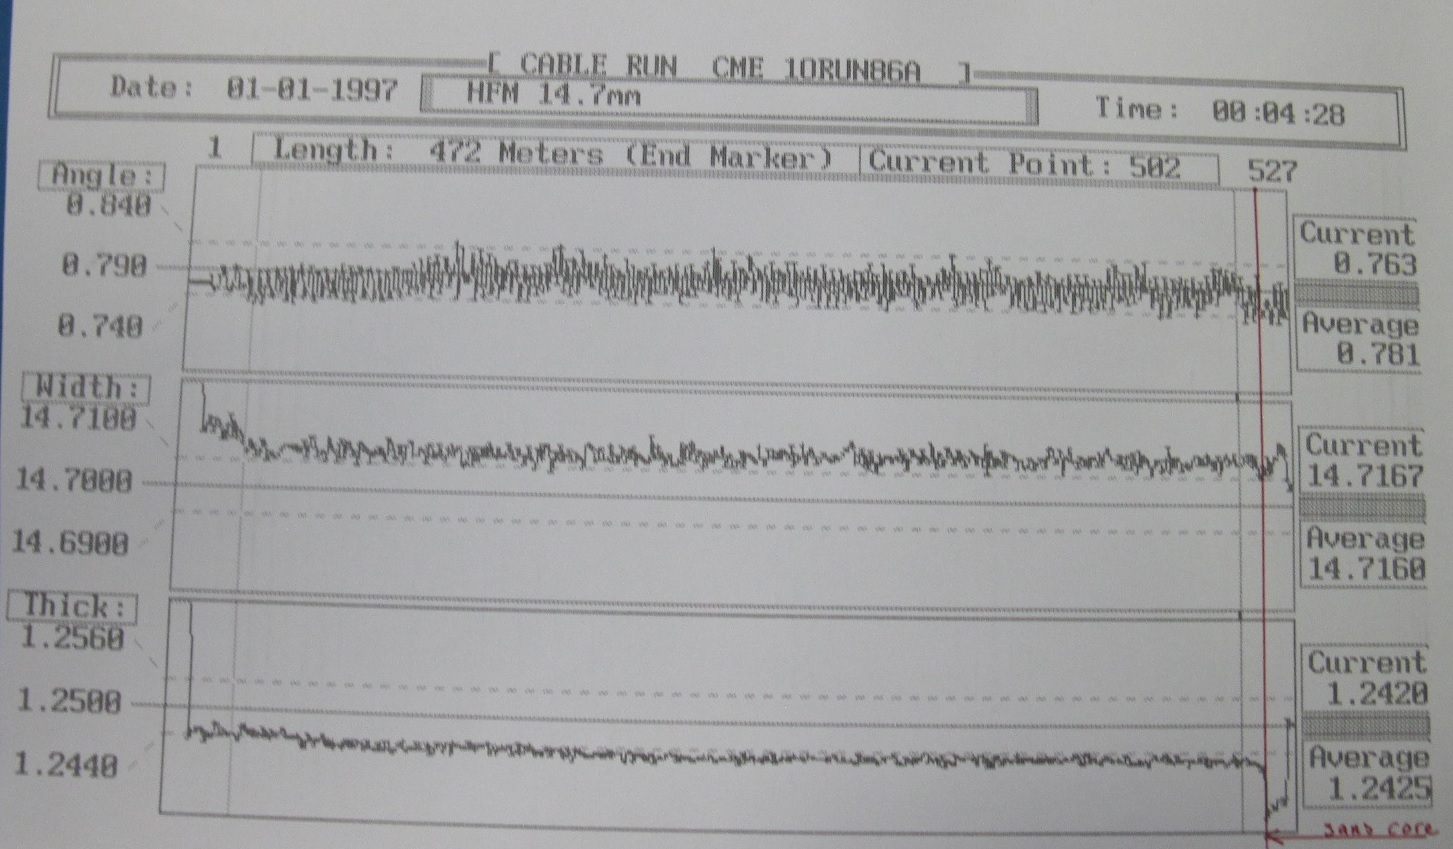 [ CABLE RUN CME 10RUN86A ]
Date: 01-01-1997 HFM 14.7mm Time: 00:04:28
1 Length: 472 Meters (End Marker) Current Point: 502 527
Angle:
0.840
0.790
0.740
Current
0.763
Average
0.781
Width:
14.7100
14.7000
14.6900
Current
14.7167
Average
14.7160
Thick:
1.2560
1.2500
1.2440
Current
1.2420
Average
1.2425
sans core